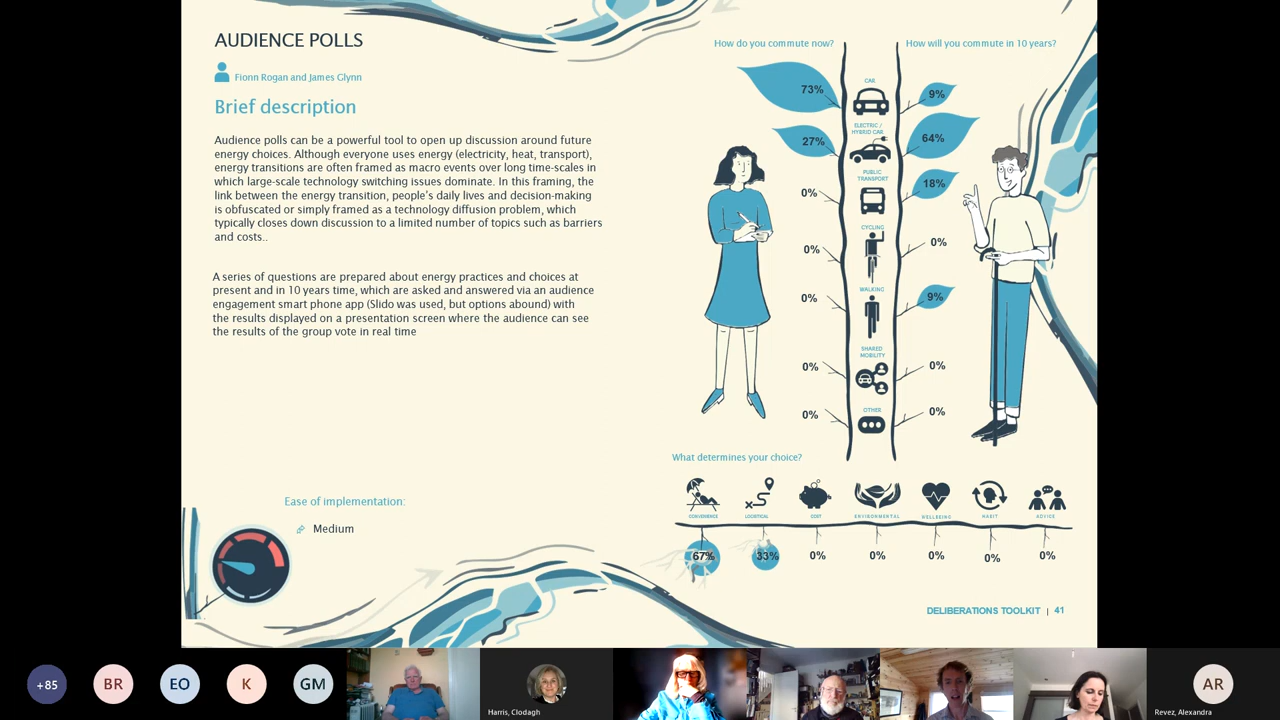 AUDIENCE POLLS
Fionn Rogan and James Glynn
Brief description
Audience polls can be a powerful tool to open up discussion around future
energy choices. Although everyone uses energy (electricity, heat, transport),
energy transitions are often framed as macro events over long time-scales in
which large-scale technology switching issues dominate. In this framing, the
link between the energy transition, people's daily lives and decision-making
is obfuscated or simply framed as a technology diffusion problem, which
typically closes down discussion to a limited number of topics such as barriers
and costs..
A series of questions are prepared about energy practices and choices at
present and in 10 years time, which are asked and answered via an audience
engagement smart phone app (Slido was used, but options abound) with
the results displayed on a presentation screen where the audience can see
the results of the group vote in real time
Ease of implementation:
Medium
How do you commute now?
How will you commute in 10 years?
CAR
73%
9%
ELECTRIC /
HYBRID CAR
27%
64%
PUBLIC
TRANSPORT
0%
18%
CYCLING
0%
0%
WALKING
0%
9%
SHARED
MOBILITY
0%
0%
OTHER
0%
0%
What determines your choice?
CONVENIENCE
LOGISTICAL
COST
ENVIRONMENTAL
WELLBEING
HABIT
ADVICE
67%
33%
0%
0%
0%
0%
0%
DELIBERATIONS TOOLKIT | 41
+85
BR
EO
K
GM
Harris, Clodagh
AR
Revez, Alexandra